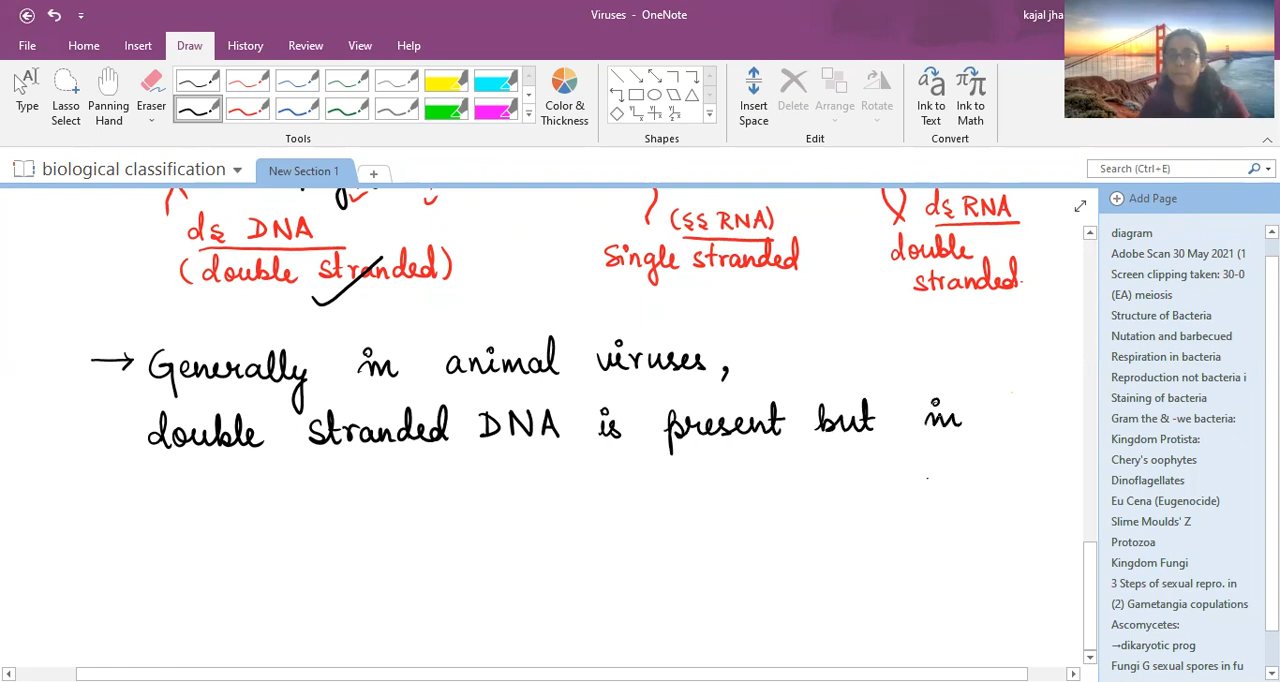 Viruses - OneNote
kajal jha
File Home Insert Draw History Review View Help
Type
Lasso Select
Panning Hand
Eraser
Color & Thickness
Insert Space
Delete
Arrange
Rotate
Ink to Text
Ink to Math
Tools
Shapes
Edit
Convert
biological classification
New Section 1
Search (Ctrl+E)
ds DNA
(double stranded)
(ss RNA)
single stranded
ds RNA
double
stranded.
→ Generally in animal viruses,
double stranded DNA is present but in
Add Page
diagram
Adobe Scan 30 May 2021 (1
Screen clipping taken: 30-0
(EA) meiosis
Structure of Bacteria
Nutation and barbecued
Respiration in bacteria
Reproduction not bacteria i
Staining of bacteria
Gram the & -we bacteria:
Kingdom Protista:
Chery's oophytes
Dinoflagellates
Eu Cena (Eugenocide)
Slime Moulds' Z
Protozoa
Kingdom Fungi
3 Steps of sexual repro. in
(2) Gametangia copulations
Ascomycetes:
→dikaryotic prog
Fungi G sexual spores in fu